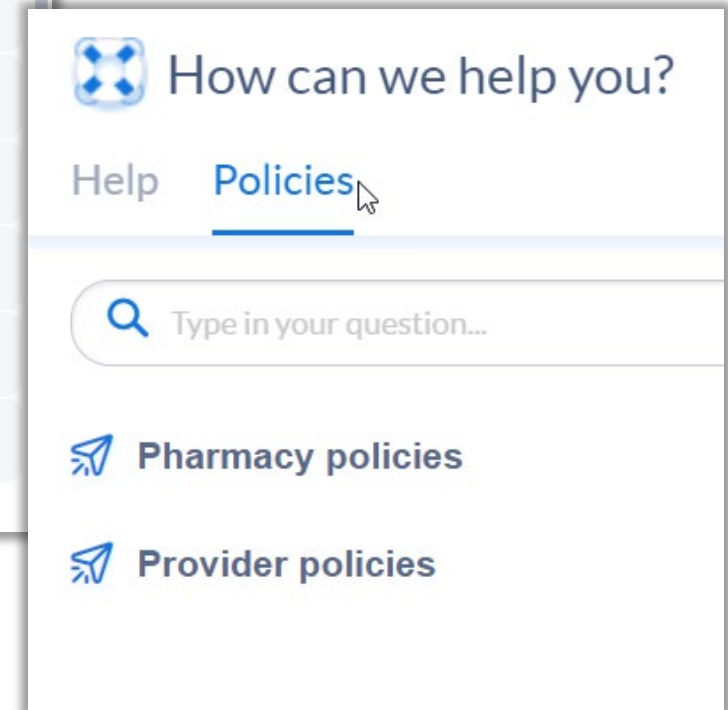 How can we help you?
Help Policies
Type in your question...
Pharmacy policies
Provider policies